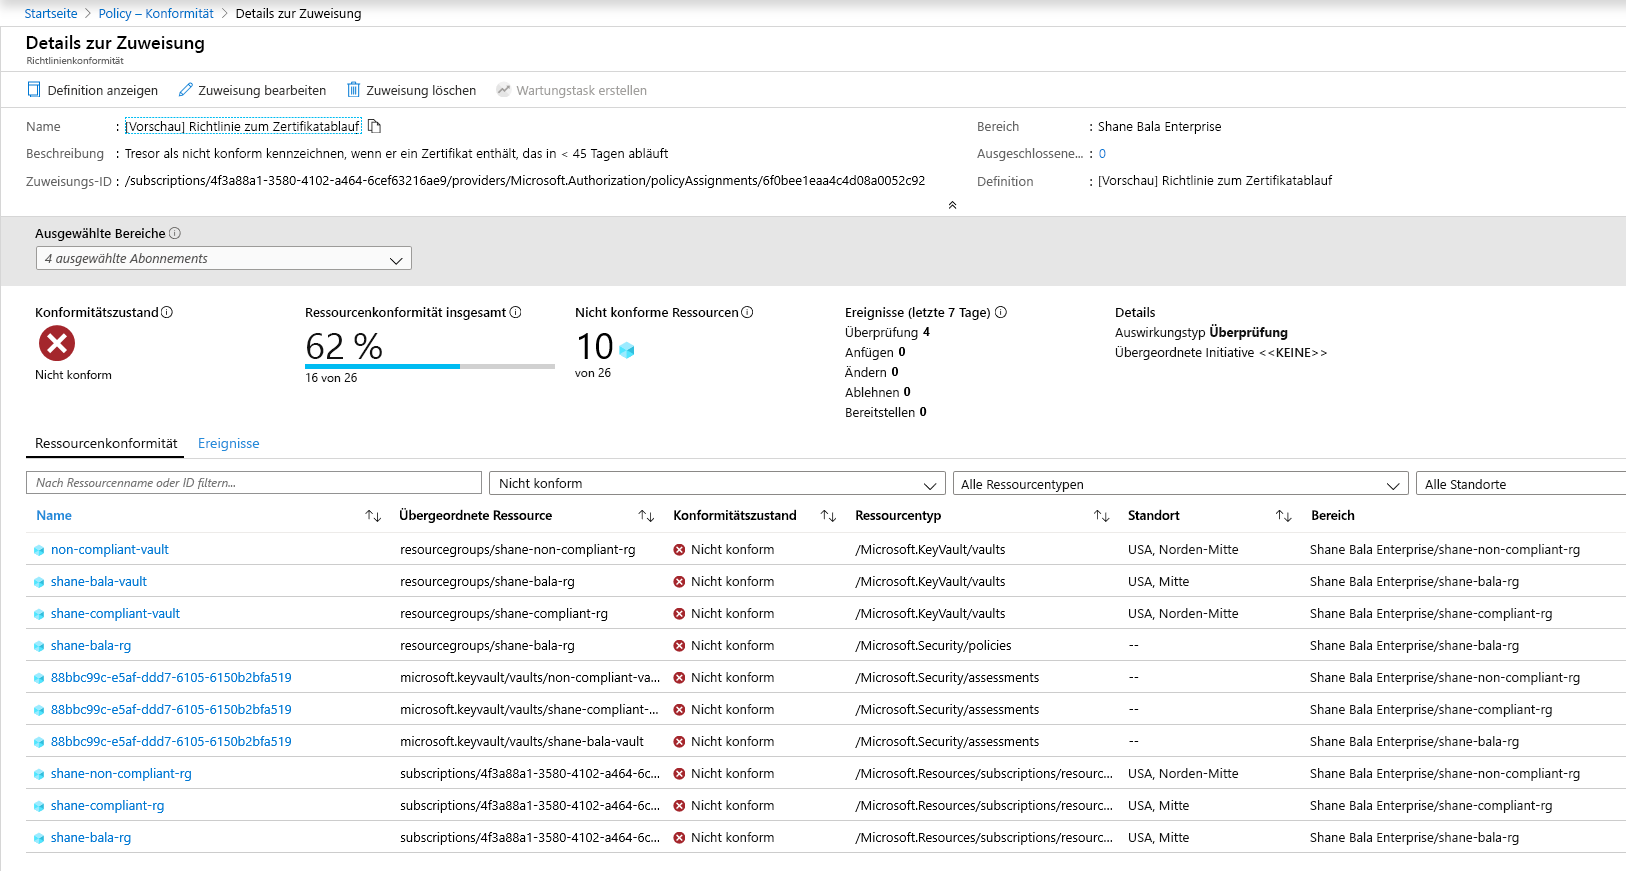 Startseite > Policy – Konformität > Details zur Zuweisung
Details zur Zuweisung
Richtlinienkonformität
Definition anzeigen Zuweisung bearbeiten Zuweisung löschen Wartungstask erstellen
Name : [Vorschau] Richtlinie zum Zertifikatablauf
Beschreibung : Tresor als nicht konform kennzeichnen, wenn er ein Zertifikat enthält, das in < 45 Tagen abläuft
Zuweisungs-ID : /subscriptions/4f3a88a1-3580-4102-a464-6cef63216ae9/providers/Microsoft.Authorization/policyAssignments/6f0bee1eaa4c4d08a0052c92
Bereich : Shane Bala Enterprise
Ausgeschlossene... : 0
Definition : [Vorschau] Richtlinie zum Zertifikatablauf
Ausgewählte Bereiche
4 ausgewählte Abonnements
Konformitätszustand
Nicht konform
Ressourcenkonformität insgesamt
62 %
16 von 26
Nicht konforme Ressourcen
10
von 26
Ereignisse (letzte 7 Tage)
Überprüfung 4
Anfügen 0
Ändern 0
Ablehnen 0
Bereitstellen 0
Details
Auswirkungstyp Überprüfung
Übergeordnete Initiative <<KEINE>>
Ressourcenkonformität Ereignisse
Nach Ressourcenname oder ID filtern... Nicht konform Alle Ressourcentypen Alle Standorte
Name Übergeordnete Ressource Konformitätszustand Ressourcentyp Standort Bereich
non-compliant-vault resourcegroups/shane-non-compliant-rg Nicht konform /Microsoft.KeyVault/vaults USA, Norden-Mitte Shane Bala Enterprise/shane-non-compliant-rg
shane-bala-vault resourcegroups/shane-bala-rg Nicht konform /Microsoft.KeyVault/vaults USA, Mitte Shane Bala Enterprise/shane-bala-rg
shane-compliant-vault resourcegroups/shane-compliant-rg Nicht konform /Microsoft.KeyVault/vaults USA, Norden-Mitte Shane Bala Enterprise/shane-compliant-rg
shane-bala-rg resourcegroups/shane-bala-rg Nicht konform /Microsoft.Security/policies -- Shane Bala Enterprise/shane-bala-rg
88bbc99c-e5af-ddd7-6105-6150b2bfa519 microsoft.keyvault/vaults/non-compliant-va... Nicht konform /Microsoft.Security/assessments -- Shane Bala Enterprise/shane-non-compliant-rg
88bbc99c-e5af-ddd7-6105-6150b2bfa519 microsoft.keyvault/vaults/shane-compliant-... Nicht konform /Microsoft.Security/assessments -- Shane Bala Enterprise/shane-compliant-rg
88bbc99c-e5af-ddd7-6105-6150b2bfa519 microsoft.keyvault/vaults/shane-bala-vault Nicht konform /Microsoft.Security/assessments -- Shane Bala Enterprise/shane-bala-rg
shane-non-compliant-rg subscriptions/4f3a88a1-3580-4102-a464-6c... Nicht konform /Microsoft.Resources/subscriptions/resourc... USA, Norden-Mitte Shane Bala Enterprise/shane-non-compliant-rg
shane-compliant-rg subscriptions/4f3a88a1-3580-4102-a464-6c... Nicht konform /Microsoft.Resources/subscriptions/resourc... USA, Mitte Shane Bala Enterprise/shane-compliant-rg
shane-bala-rg subscriptions/4f3a88a1-3580-4102-a464-6c... Nicht konform /Microsoft.Resources/subscriptions/resourc... USA, Mitte Shane Bala Enterprise/shane-bala-rg